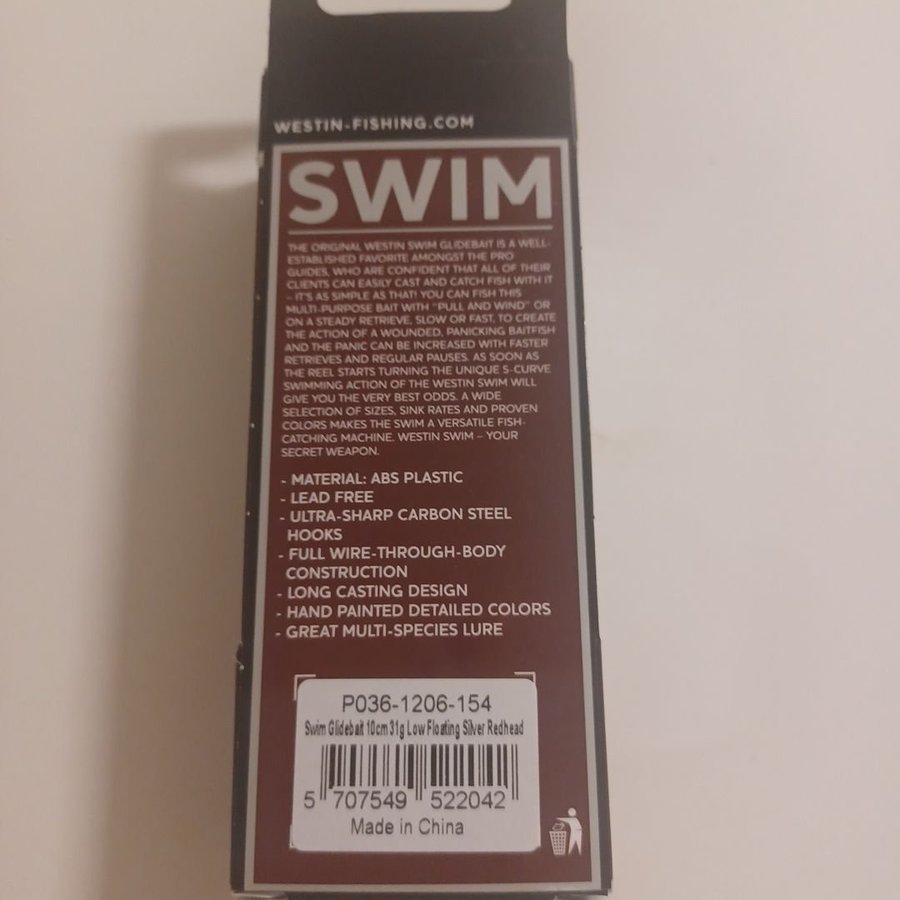 WESTIN-FISHING.COM
SWIM
THE ORIGINAL WESTIN SWIM GLIDEBAIT IS A WELL-
ESTABLISHED FAVORITE AMONGST THE PRO
GUIDES, WHO ARE CONFIDENT THAT ALL OF THEIR
CLIENTS CAN EASILY CAST AND CATCH FISH WITH IT
– IT'S AS SIMPLE AS THAT! YOU CAN FISH THIS
MULTI-PURPOSE BAIT WITH "PULL AND WIND" OR
ON A STEADY RETRIEVE, SLOW OR FAST, TO CREATE
THE ACTION OF A WOUNDED, PANICKING BAITFISH
AND THE PANIC CAN BE INCREASED WITH FASTER
RETRIEVES AND REGULAR PAUSES. AS SOON AS
THE REEL STARTS TURNING THE UNIQUE S-CURVE
SWIMMING ACTION OF THE WESTIN SWIM WILL
GIVE YOU THE VERY BEST ODDS. A WIDE
SELECTION OF SIZES, SINK RATES AND PROVEN
COLORS MAKES THE SWIM A VERSATILE FISH-
CATCHING MACHINE. WESTIN SWIM – YOUR
SECRET WEAPON.
- MATERIAL: ABS PLASTIC
- LEAD FREE
- ULTRA-SHARP CARBON STEEL
HOOKS
- FULL WIRE-THROUGH-BODY
CONSTRUCTION
- LONG CASTING DESIGN
- HAND PAINTED DETAILED COLORS
- GREAT MULTI-SPECIES LURE
P036-1206-154
Swim Glidebait 10cm 31g Low Floating Silver Redhead
5 707549 522042
Made in China